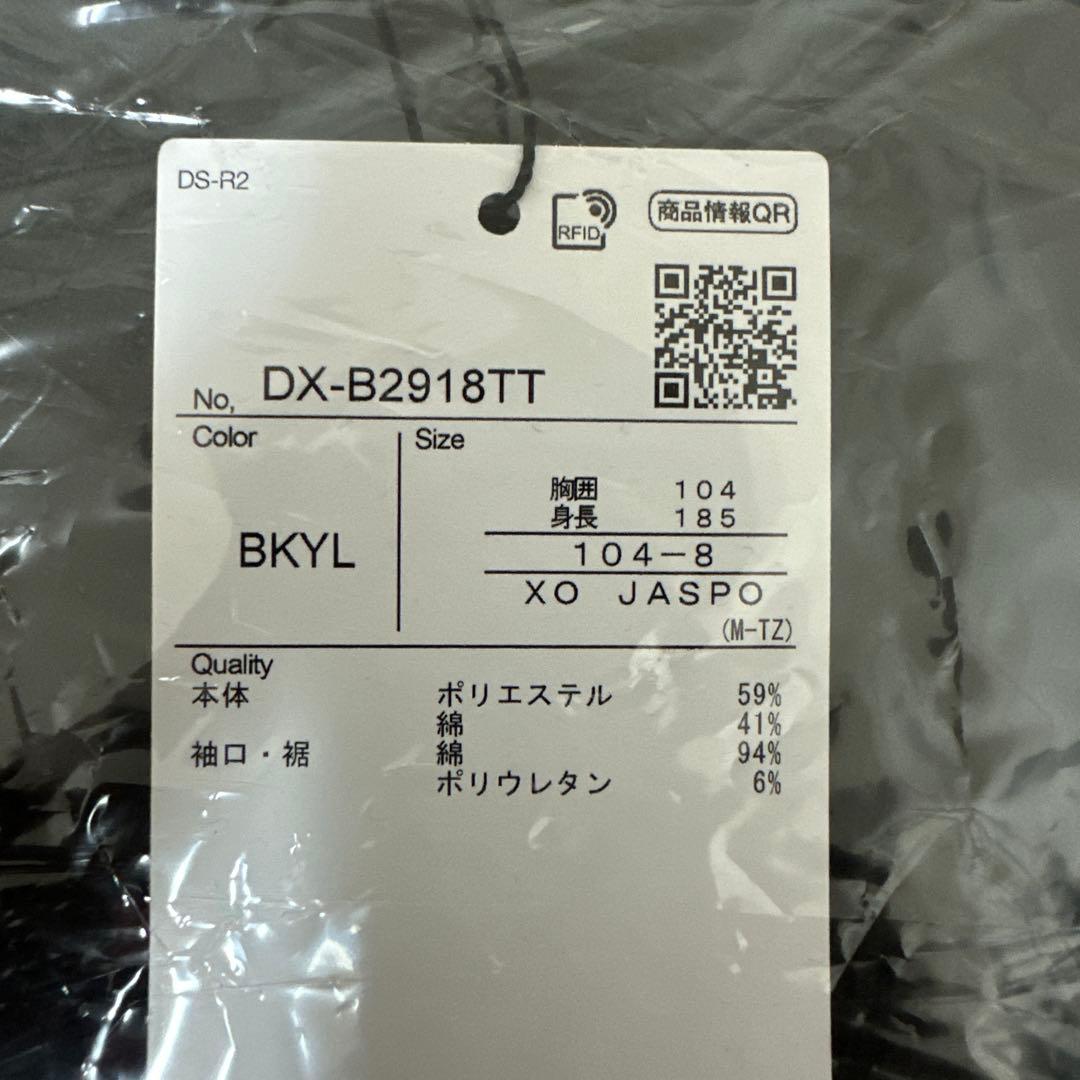 DS-R2
RFID
商品情報QR
No, DX-B2918TT
Color
Size
BKYL
胸囲 104
身長 185
104-8
XO JASPO
(M-TZ)
Quality
本体 ポリエステル 59%
綿 41%
袖口・裾 綿 94%
ポリウレタン 6%